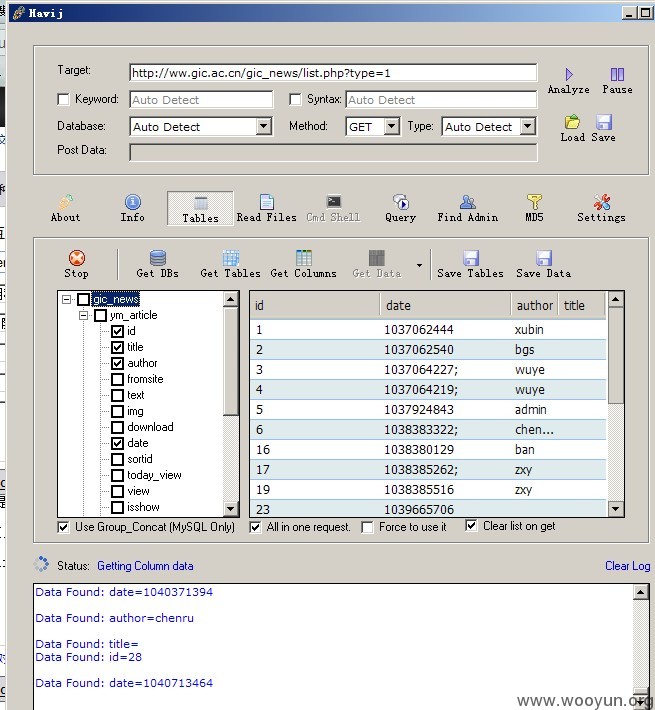 Havij
Target: http://ww.gic.ac.cn/gic_news/list.php?type=1
Analyze Pause
Keyword: Auto Detect Syntax: Auto Detect
Database: Auto Detect Method: GET Type: Auto Detect
Load Save
Post Data:
About Info Tables Read Files Cmd Shell Query Find Admin MD5 Settings
Stop Get DBs Get Tables Get Columns Get Data Save Tables Save Data
gic_news
ym_article
id
title
author
fromsite
text
img
download
date
sortid
today_view
view
isshow
id date author title
1 1037062444 xubin
2 1037062540 bgs
3 1037064227; wuye
4 1037064219; wuye
5 1037924843 admin
6 1038383322; chen...
16 1038380129 ban
17 1038385262; zxy
19 1038385516 zxy
23 1039665706
Use Group_Concat (MySQL Only) All in one request. Force to use it Clear list on get
Status: Getting Column data Clear Log
Data Found: date=1040371394
Data Found: author=chenru
Data Found: title=
Data Found: id=28
Data Found: date=1040713464
www.wooyun.org